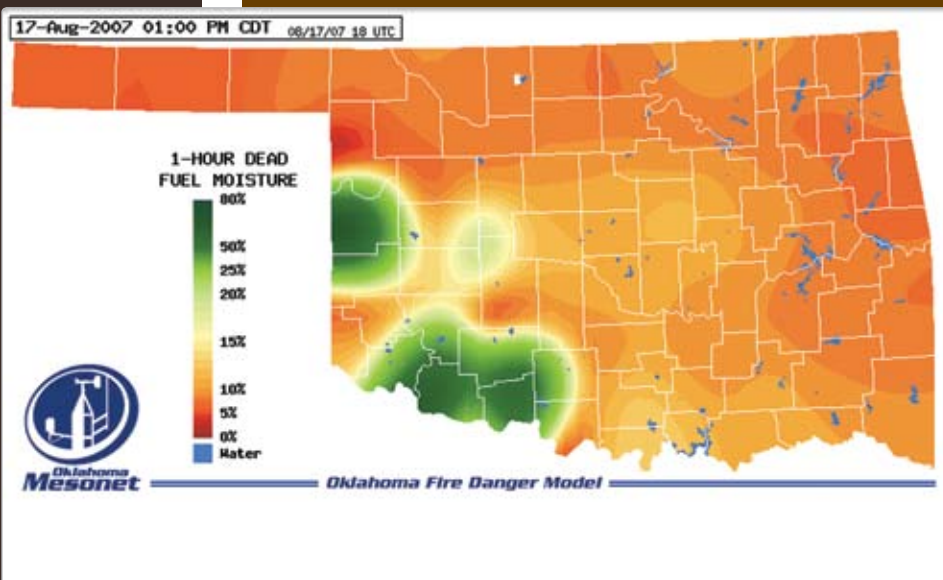 17-Aug-2007 01:00 PM CDT 08/17/07 18 UTC
1-HOUR DEAD
FUEL MOISTURE
80%
50%
25%
20%
15%
10%
5%
0%
Water
Oklahoma
Mesonet
Oklahoma Fire Danger Model